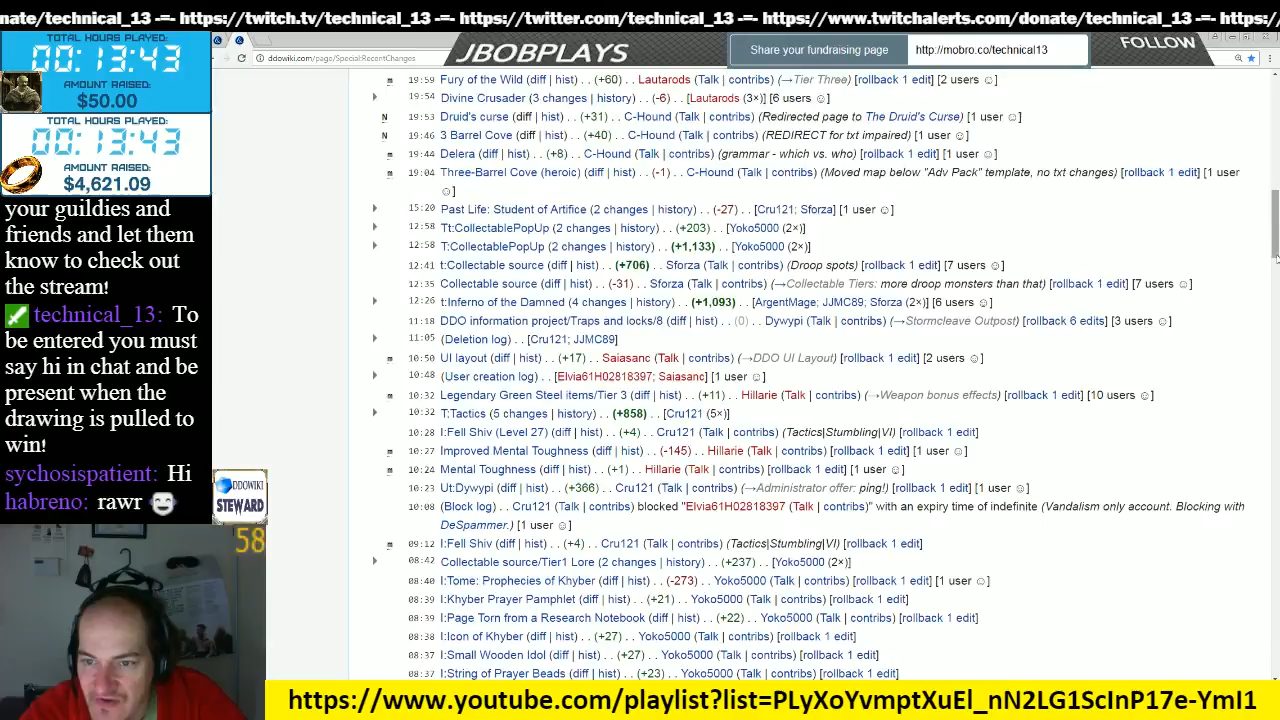 nate/technical_13 -=- https://twitch.tv/technical_13 -=- https://twitter.com/technical_13 -=- https://www.twitchalerts.com/donate/technical_13 -=- https:/
TOTAL HOURS PLAYED
00:13:43
AMOUNT RAISED
$50.00
TOTAL HOURS PLAYED:
00:13:43
AMOUNT RAISED:
$4,621.09
your guildies and
friends and let them
know to check out
the stream!
technical_13: To
be entered you must
say hi in chat and be
present when the
drawing is pulled to
win!
sychosispatient: Hi
habreno: rawr
DDOWIKI
STEWARD
58
JBOBPLAYS
Share your fundraising page
http://mobro.co/technical13
FOLLOW
ddowiki.com/page/Special:RecentChanges
m 19:59 Fury of the Wild (diff | hist) . . (+60) . . Lautarods (Talk | contribs) (→Tier Three) [rollback 1 edit] [2 users ☺]
19:54 Divine Crusader (3 changes | history) . . (-6) . . [Lautarods (3×)] [6 users ☺]
N 19:53 Druid's curse (diff | hist) . . (+31) . . C-Hound (Talk | contribs) (Redirected page to The Druid's Curse) [1 user ☺]
N 19:46 3 Barrel Cove (diff | hist) . . (+40) . . C-Hound (Talk | contribs) (REDIRECT for txt impaired) [1 user ☺]
m 19:44 Delera (diff | hist) . . (+8) . . C-Hound (Talk | contribs) (grammar - which vs. who) [rollback 1 edit] [1 user ☺]
m 19:04 Three-Barrel Cove (heroic) (diff | hist) . . (-1) . . C-Hound (Talk | contribs) (Moved map below "Adv Pack" template, no txt changes) [rollback 1 edit] [1 user
☺]
15:20 Past Life: Student of Artifice (2 changes | history) . . (-27) . . [Cru121; Sforza] [1 user ☺]
12:58 Tt:CollectablePopUp (2 changes | history) . . (+203) . . [Yoko5000 (2×)]
12:58 T:CollectablePopUp (2 changes | history) . . (+1,133) . . [Yoko5000 (2×)]
12:41 t:Collectable source (diff | hist) . . (+706) . . Sforza (Talk | contribs) (Droop spots) [rollback 1 edit] [7 users ☺]
12:35 Collectable source (diff | hist) . . (-31) . . Sforza (Talk | contribs) (→Collectable Tiers: more droop monsters than that) [rollback 1 edit] [7 users ☺]
12:26 t:Inferno of the Damned (4 changes | history) . . (+1,093) . . [ArgentMage; JJMC89; Sforza (2×)] [6 users ☺]
11:18 DDO information project/Traps and locks/8 (diff | hist) . . (0) . . Dywypi (Talk | contribs) (→Stormcleave Outpost) [rollback 6 edits] [3 users ☺]
11:05 (Deletion log) . . [Cru121; JJMC89]
m 10:50 UI layout (diff | hist) . . (+17) . . Saiasanc (Talk | contribs) (→DDO UI Layout) [rollback 1 edit] [2 users ☺]
10:48 (User creation log) . . [Elvia61H02818397; Saiasanc] [1 user ☺]
m 10:32 Legendary Green Steel items/Tier 3 (diff | hist) . . (+11) . . Hillarie (Talk | contribs) (→Weapon bonus effects) [rollback 1 edit] [10 users ☺]
10:32 T:Tactics (5 changes | history) . . (+858) . . [Cru121 (5×)]
10:28 I:Fell Shiv (Level 27) (diff | hist) . . (+4) . . Cru121 (Talk | contribs) (Tactics|Stumbling|VI) [rollback 1 edit]
m 10:27 Improved Mental Toughness (diff | hist) . . (-145) . . Hillarie (Talk | contribs) [rollback 1 edit] [1 user ☺]
m 10:24 Mental Toughness (diff | hist) . . (+1) . . Hillarie (Talk | contribs) [rollback 1 edit] [1 user ☺]
10:23 Ut:Dywypi (diff | hist) . . (+366) . . Cru121 (Talk | contribs) (→Administrator offer: ping!) [rollback 1 edit] [1 user ☺]
10:08 (Block log) . . Cru121 (Talk | contribs) blocked "Elvia61H02818397 (Talk | contribs)" with an expiry time of indefinite (Vandalism only account. Blocking with
DeSpammer.) [1 user ☺]
m 09:12 I:Fell Shiv (diff | hist) . . (+4) . . Cru121 (Talk | contribs) (Tactics|Stumbling|VI) [rollback 1 edit]
08:42 Collectable source/Tier1 Lore (2 changes | history) . . (+237) . . [Yoko5000 (2×)]
08:40 I:Tome: Prophecies of Khyber (diff | hist) . . (-273) . . Yoko5000 (Talk | contribs) [rollback 1 edit] [1 user ☺]
08:39 I:Khyber Prayer Pamphlet (diff | hist) . . (+21) . . Yoko5000 (Talk | contribs) [rollback 1 edit]
08:39 I:Page Torn from a Research Notebook (diff | hist) . . (+22) . . Yoko5000 (Talk | contribs) [rollback 1 edit]
08:38 I:Icon of Khyber (diff | hist) . . (+27) . . Yoko5000 (Talk | contribs) [rollback 1 edit]
08:37 I:Small Wooden Idol (diff | hist) . . (+27) . . Yoko5000 (Talk | contribs) [rollback 1 edit]
08:37 I:String of Prayer Beads (diff | hist) . . (+23) . . Yoko5000 (Talk | contribs) [rollback 1 edit]
https://www.youtube.com/playlist?list=PLyXoYvmptXuEl_nN2LG1ScInP17e-YmI1